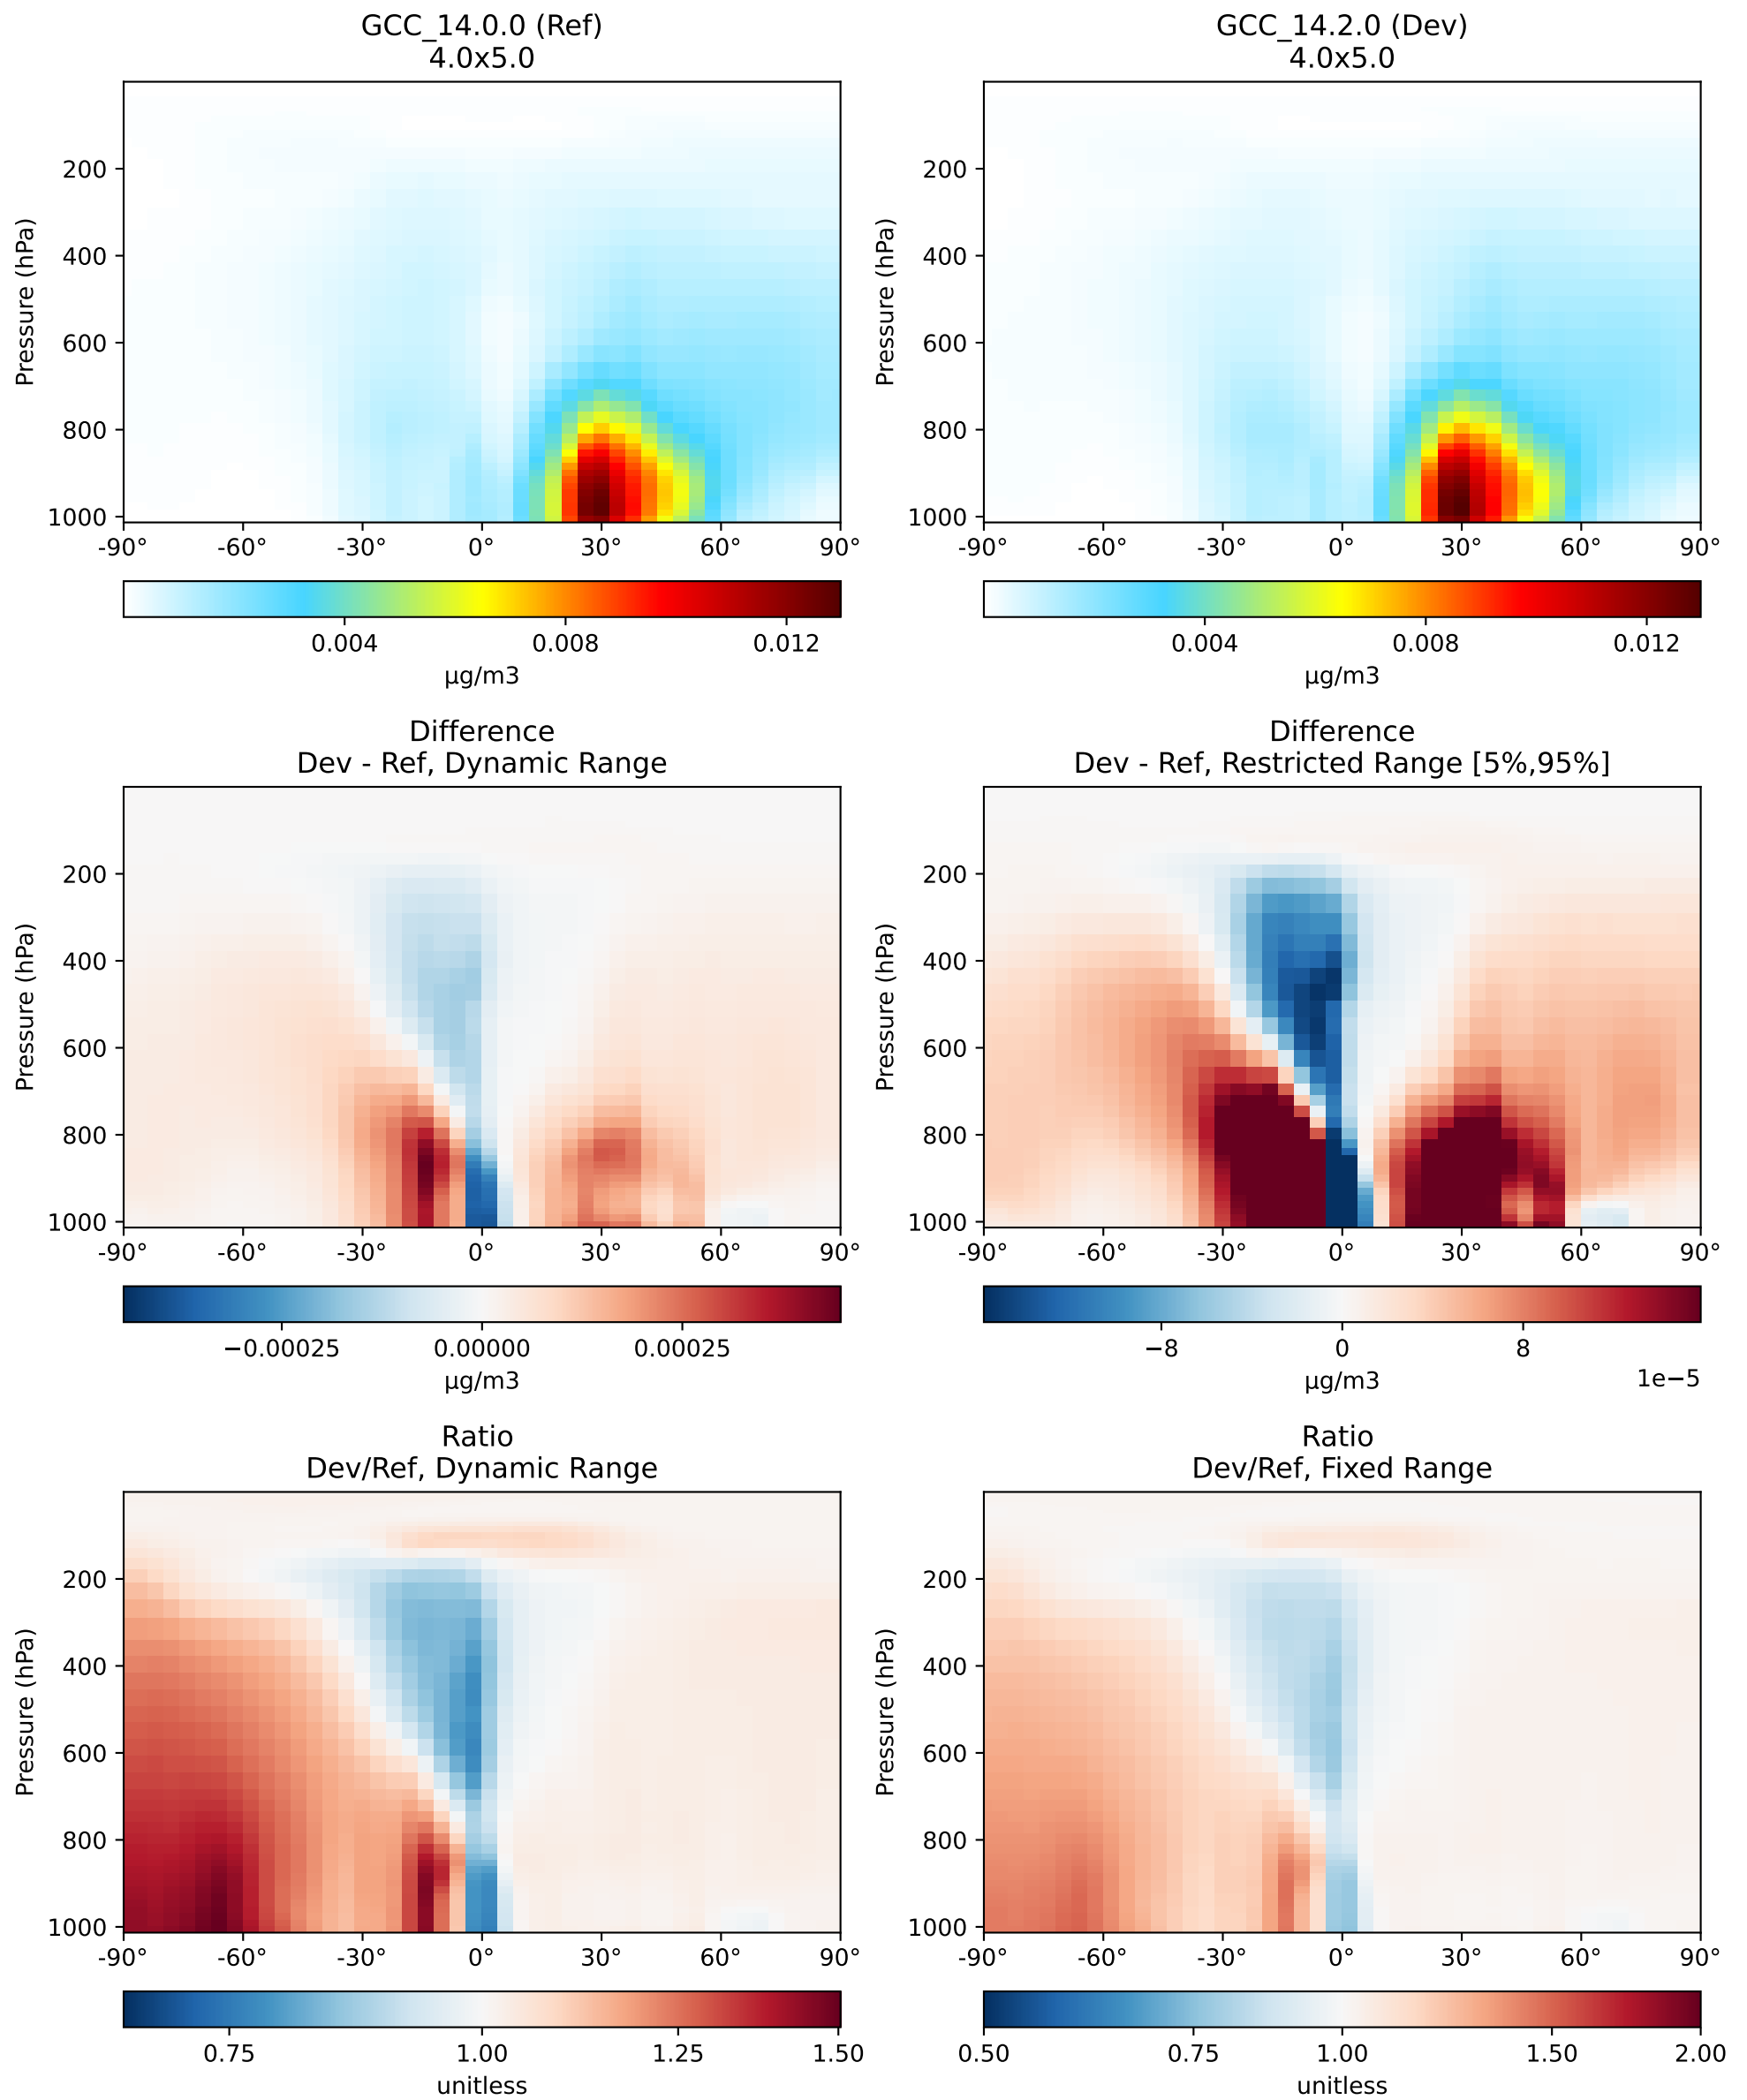 GCC_14.0.0 (Ref)
4.0x5.0
Pressure (hPa)
200
400
600
800
1000
-90° -60° -30° 0° 30° 60° 90°
0.004 0.008 0.012
µg/m3
GCC_14.2.0 (Dev)
4.0x5.0
Pressure (hPa)
200
400
600
800
1000
-90° -60° -30° 0° 30° 60° 90°
0.004 0.008 0.012
µg/m3
Difference
Dev - Ref, Dynamic Range
Pressure (hPa)
200
400
600
800
1000
-90° -60° -30° 0° 30° 60° 90°
−0.00025 0.00000 0.00025
µg/m3
Difference
Dev - Ref, Restricted Range [5%,95%]
Pressure (hPa)
200
400
600
800
1000
-90° -60° -30° 0° 30° 60° 90°
−8 0 8
µg/m3
1e−5
Ratio
Dev/Ref, Dynamic Range
Pressure (hPa)
200
400
600
800
1000
-90° -60° -30° 0° 30° 60° 90°
0.75 1.00 1.25 1.50
unitless
Ratio
Dev/Ref, Fixed Range
Pressure (hPa)
200
400
600
800
1000
-90° -60° -30° 0° 30° 60° 90°
0.50 0.75 1.00 1.50 2.00
unitless